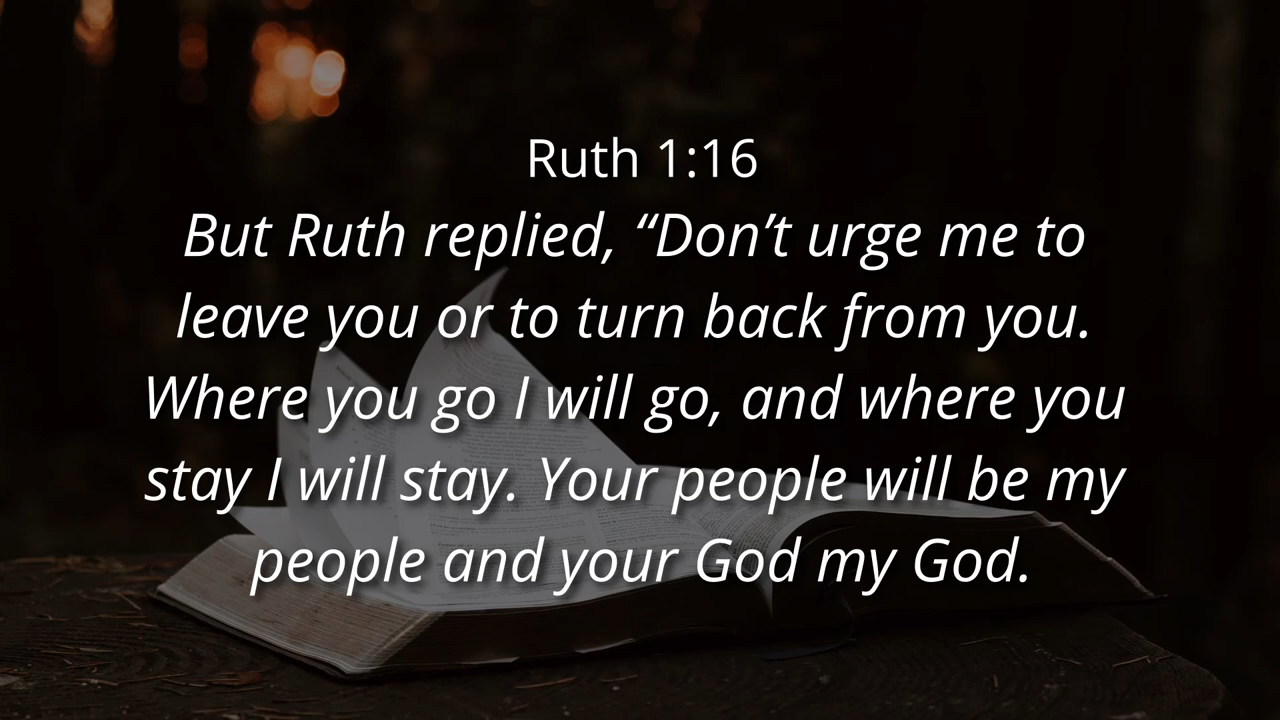 Ruth 1:16
But Ruth replied, “Don’t urge me to
leave you or to turn back from you.
Where you go I will go, and where you
stay I will stay. Your people will be my
people and your God my God.